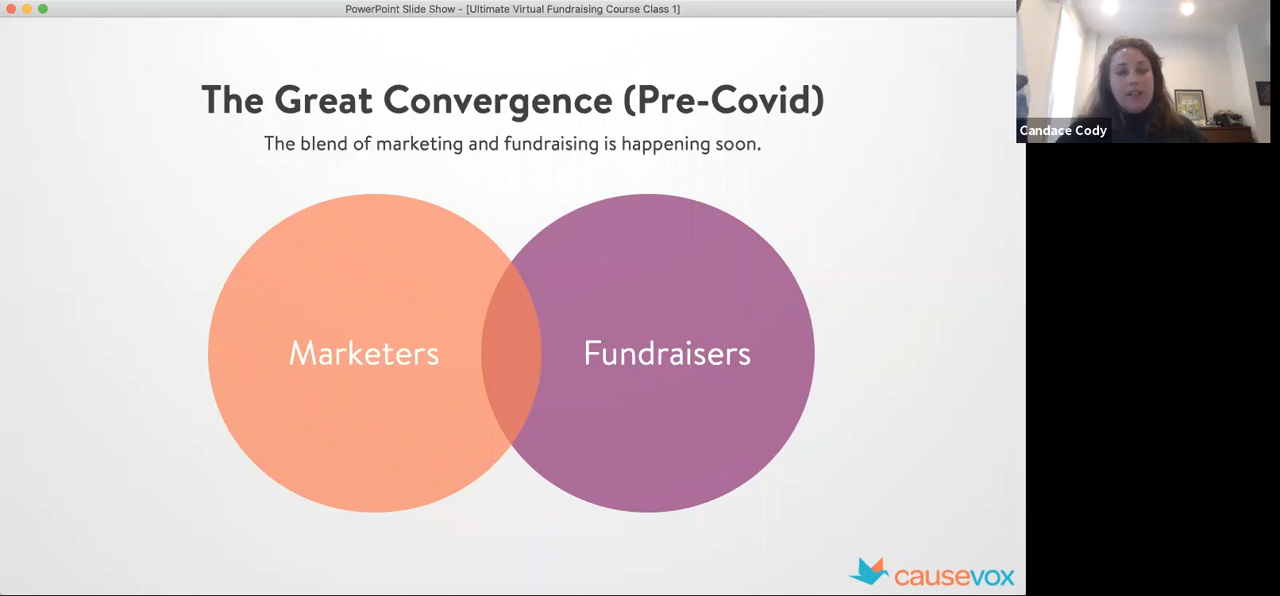 PowerPoint Slide Show - [Ultimate Virtual Fundraising Course Class 1]
The Great Convergence (Pre-Covid)
The blend of marketing and fundraising is happening soon.
Marketers
Fundraisers
Candace Cody
causevox